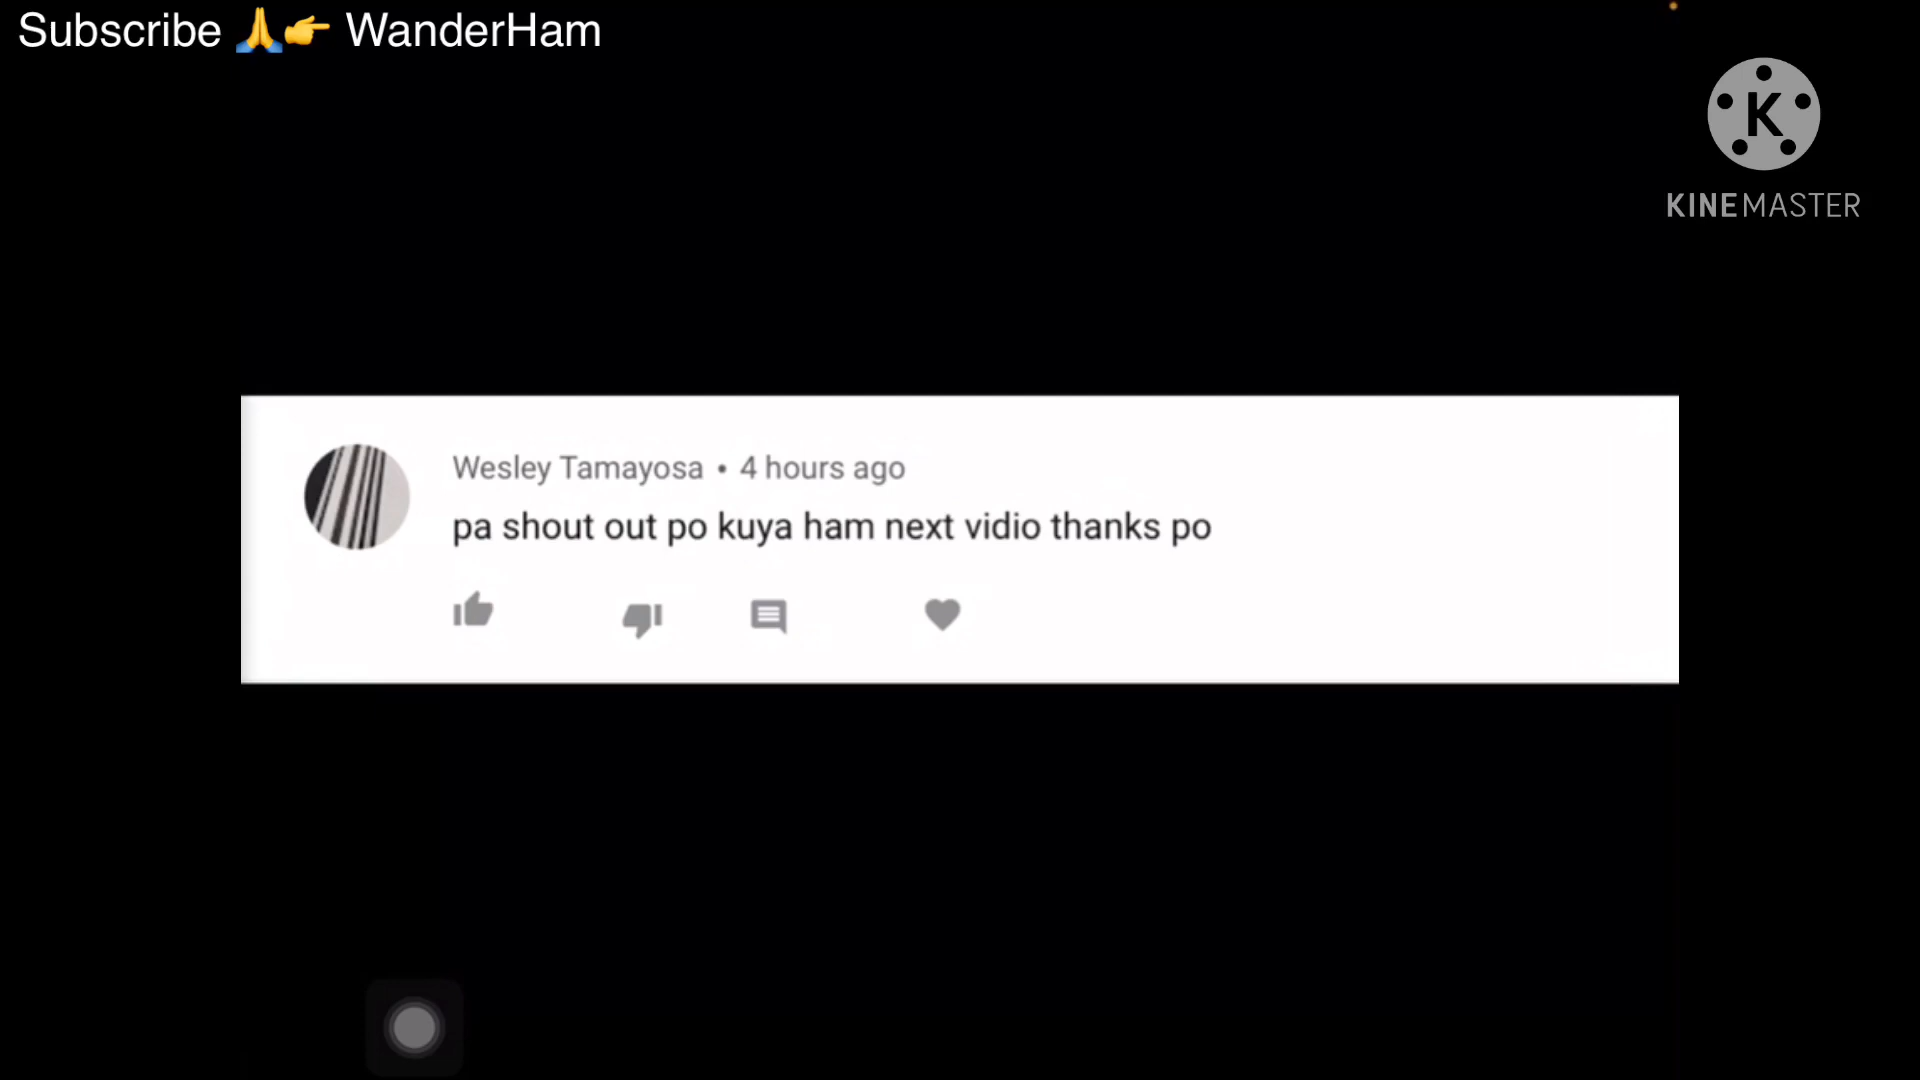 Subscribe 🙏👉 WanderHam
K
KINEMASTER
Wesley Tamayosa • 4 hours ago
pa shout out po kuya ham next vidio thanks po